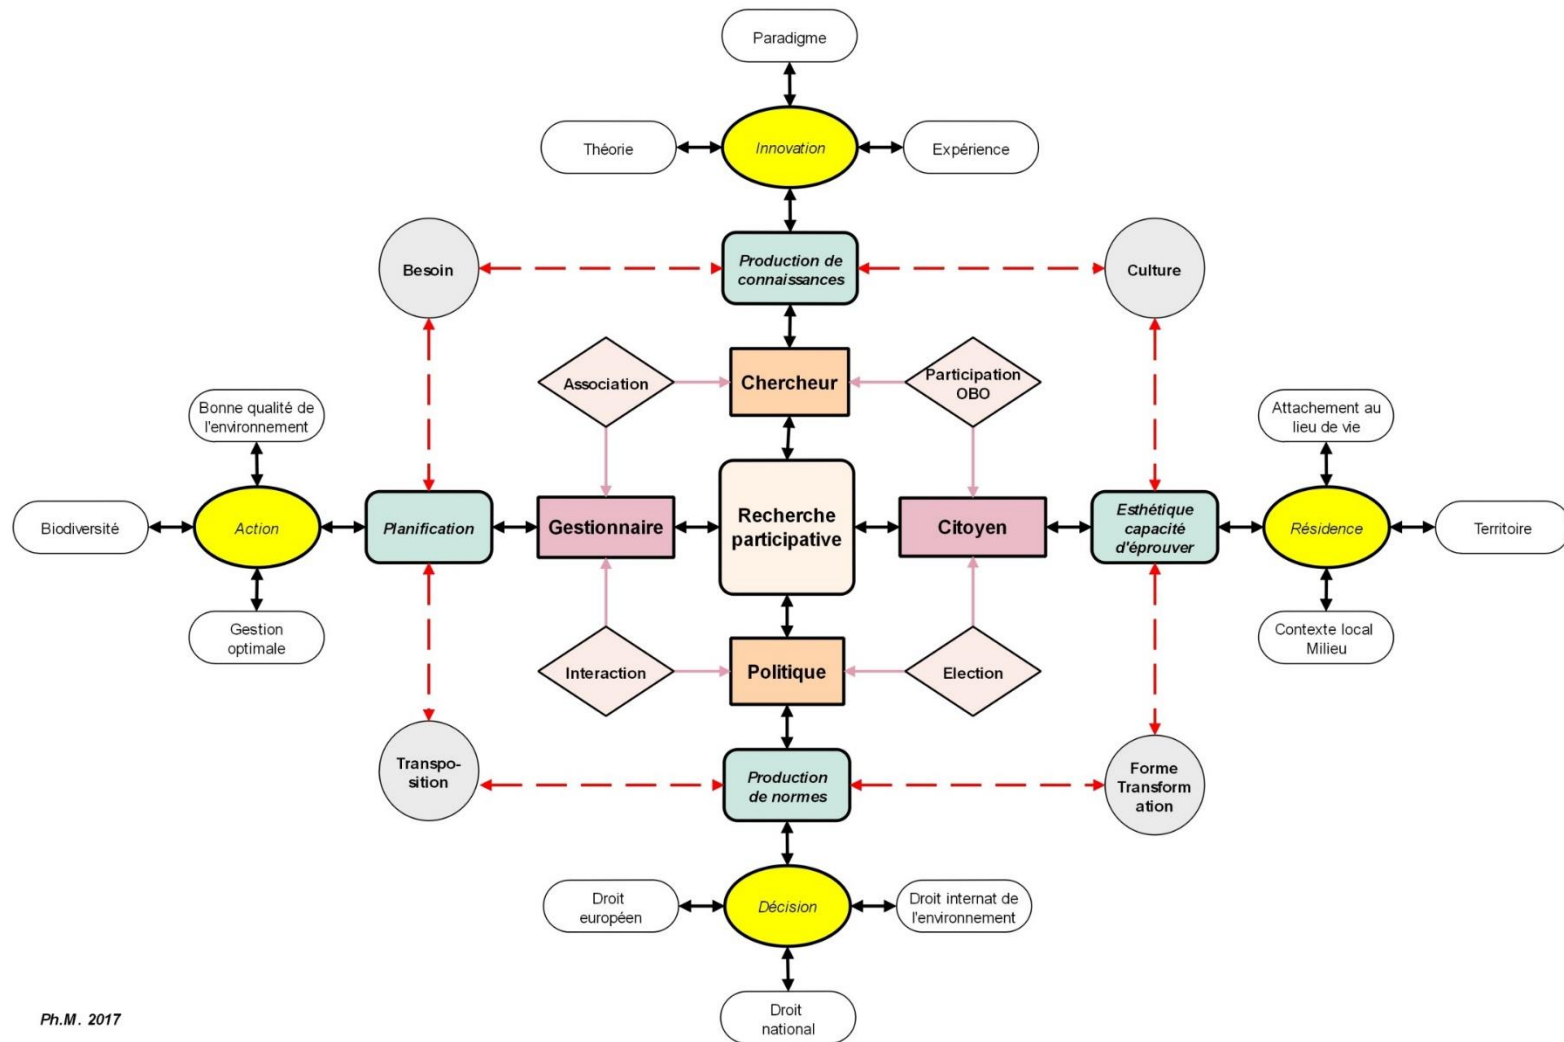 Paradigme
Théorie
Innovation
Expérience
Besoin
Production de
connaissances
Culture
Association
Chercheur
Participation
OBO
Bonne qualité de
l'environnement
Attachement au
lieu de vie
Biodiversité
Action
Planification
Gestionnaire
Recherche
participative
Citoyen
Esthétique
capacité
d'éprouver
Résidence
Territoire
Gestion
optimale
Contexte local
Milieu
Interaction
Politique
Election
Transpo-
sition
Production
de normes
Forme
Transform
ation
Droit
européen
Décision
Droit internat de
l'environnement
Droit
national
Ph.M. 2017